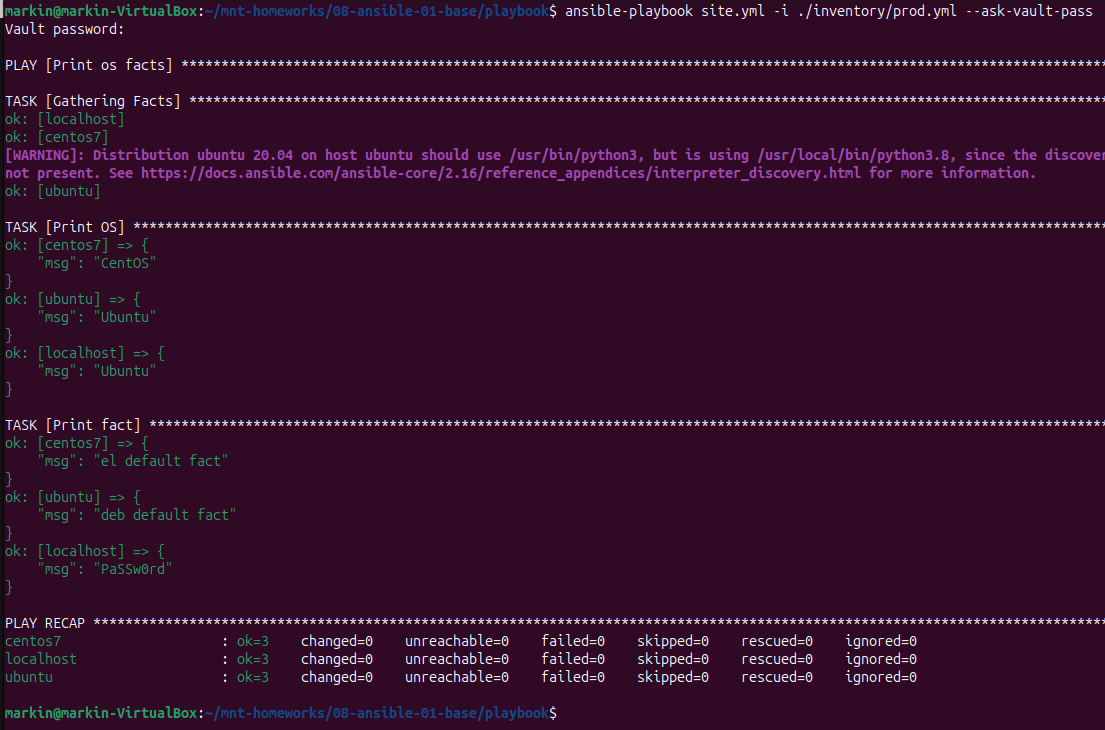 markin@markin-VirtualBox:~/mnt-homeworks/08-ansible-01-base/playbook$ ansible-playbook site.yml -i ./inventory/prod.yml --ask-vault-pass
Vault password:
PLAY [Print os facts] *******************************************************************************************************************
TASK [Gathering Facts] ******************************************************************************************************************
ok: [localhost]
ok: [centos7]
[WARNING]: Distribution ubuntu 20.04 on host ubuntu should use /usr/bin/python3, but is using /usr/local/bin/python3.8, since the discover
not present. See https://docs.ansible.com/ansible-core/2.16/reference_appendices/interpreter_discovery.html for more information.
ok: [ubuntu]
TASK [Print OS] *************************************************************************************************************************
ok: [centos7] => {
    "msg": "CentOS"
}
ok: [ubuntu] => {
    "msg": "Ubuntu"
}
ok: [localhost] => {
    "msg": "Ubuntu"
}
TASK [Print fact] ***********************************************************************************************************************
ok: [centos7] => {
    "msg": "el default fact"
}
ok: [ubuntu] => {
    "msg": "deb default fact"
}
ok: [localhost] => {
    "msg": "PaSSw0rd"
}
PLAY RECAP ******************************************************************************************************************************
centos7                    : ok=3    changed=0    unreachable=0    failed=0    skipped=0    rescued=0    ignored=0
localhost                  : ok=3    changed=0    unreachable=0    failed=0    skipped=0    rescued=0    ignored=0
ubuntu                     : ok=3    changed=0    unreachable=0    failed=0    skipped=0    rescued=0    ignored=0
markin@markin-VirtualBox:~/mnt-homeworks/08-ansible-01-base/playbook$